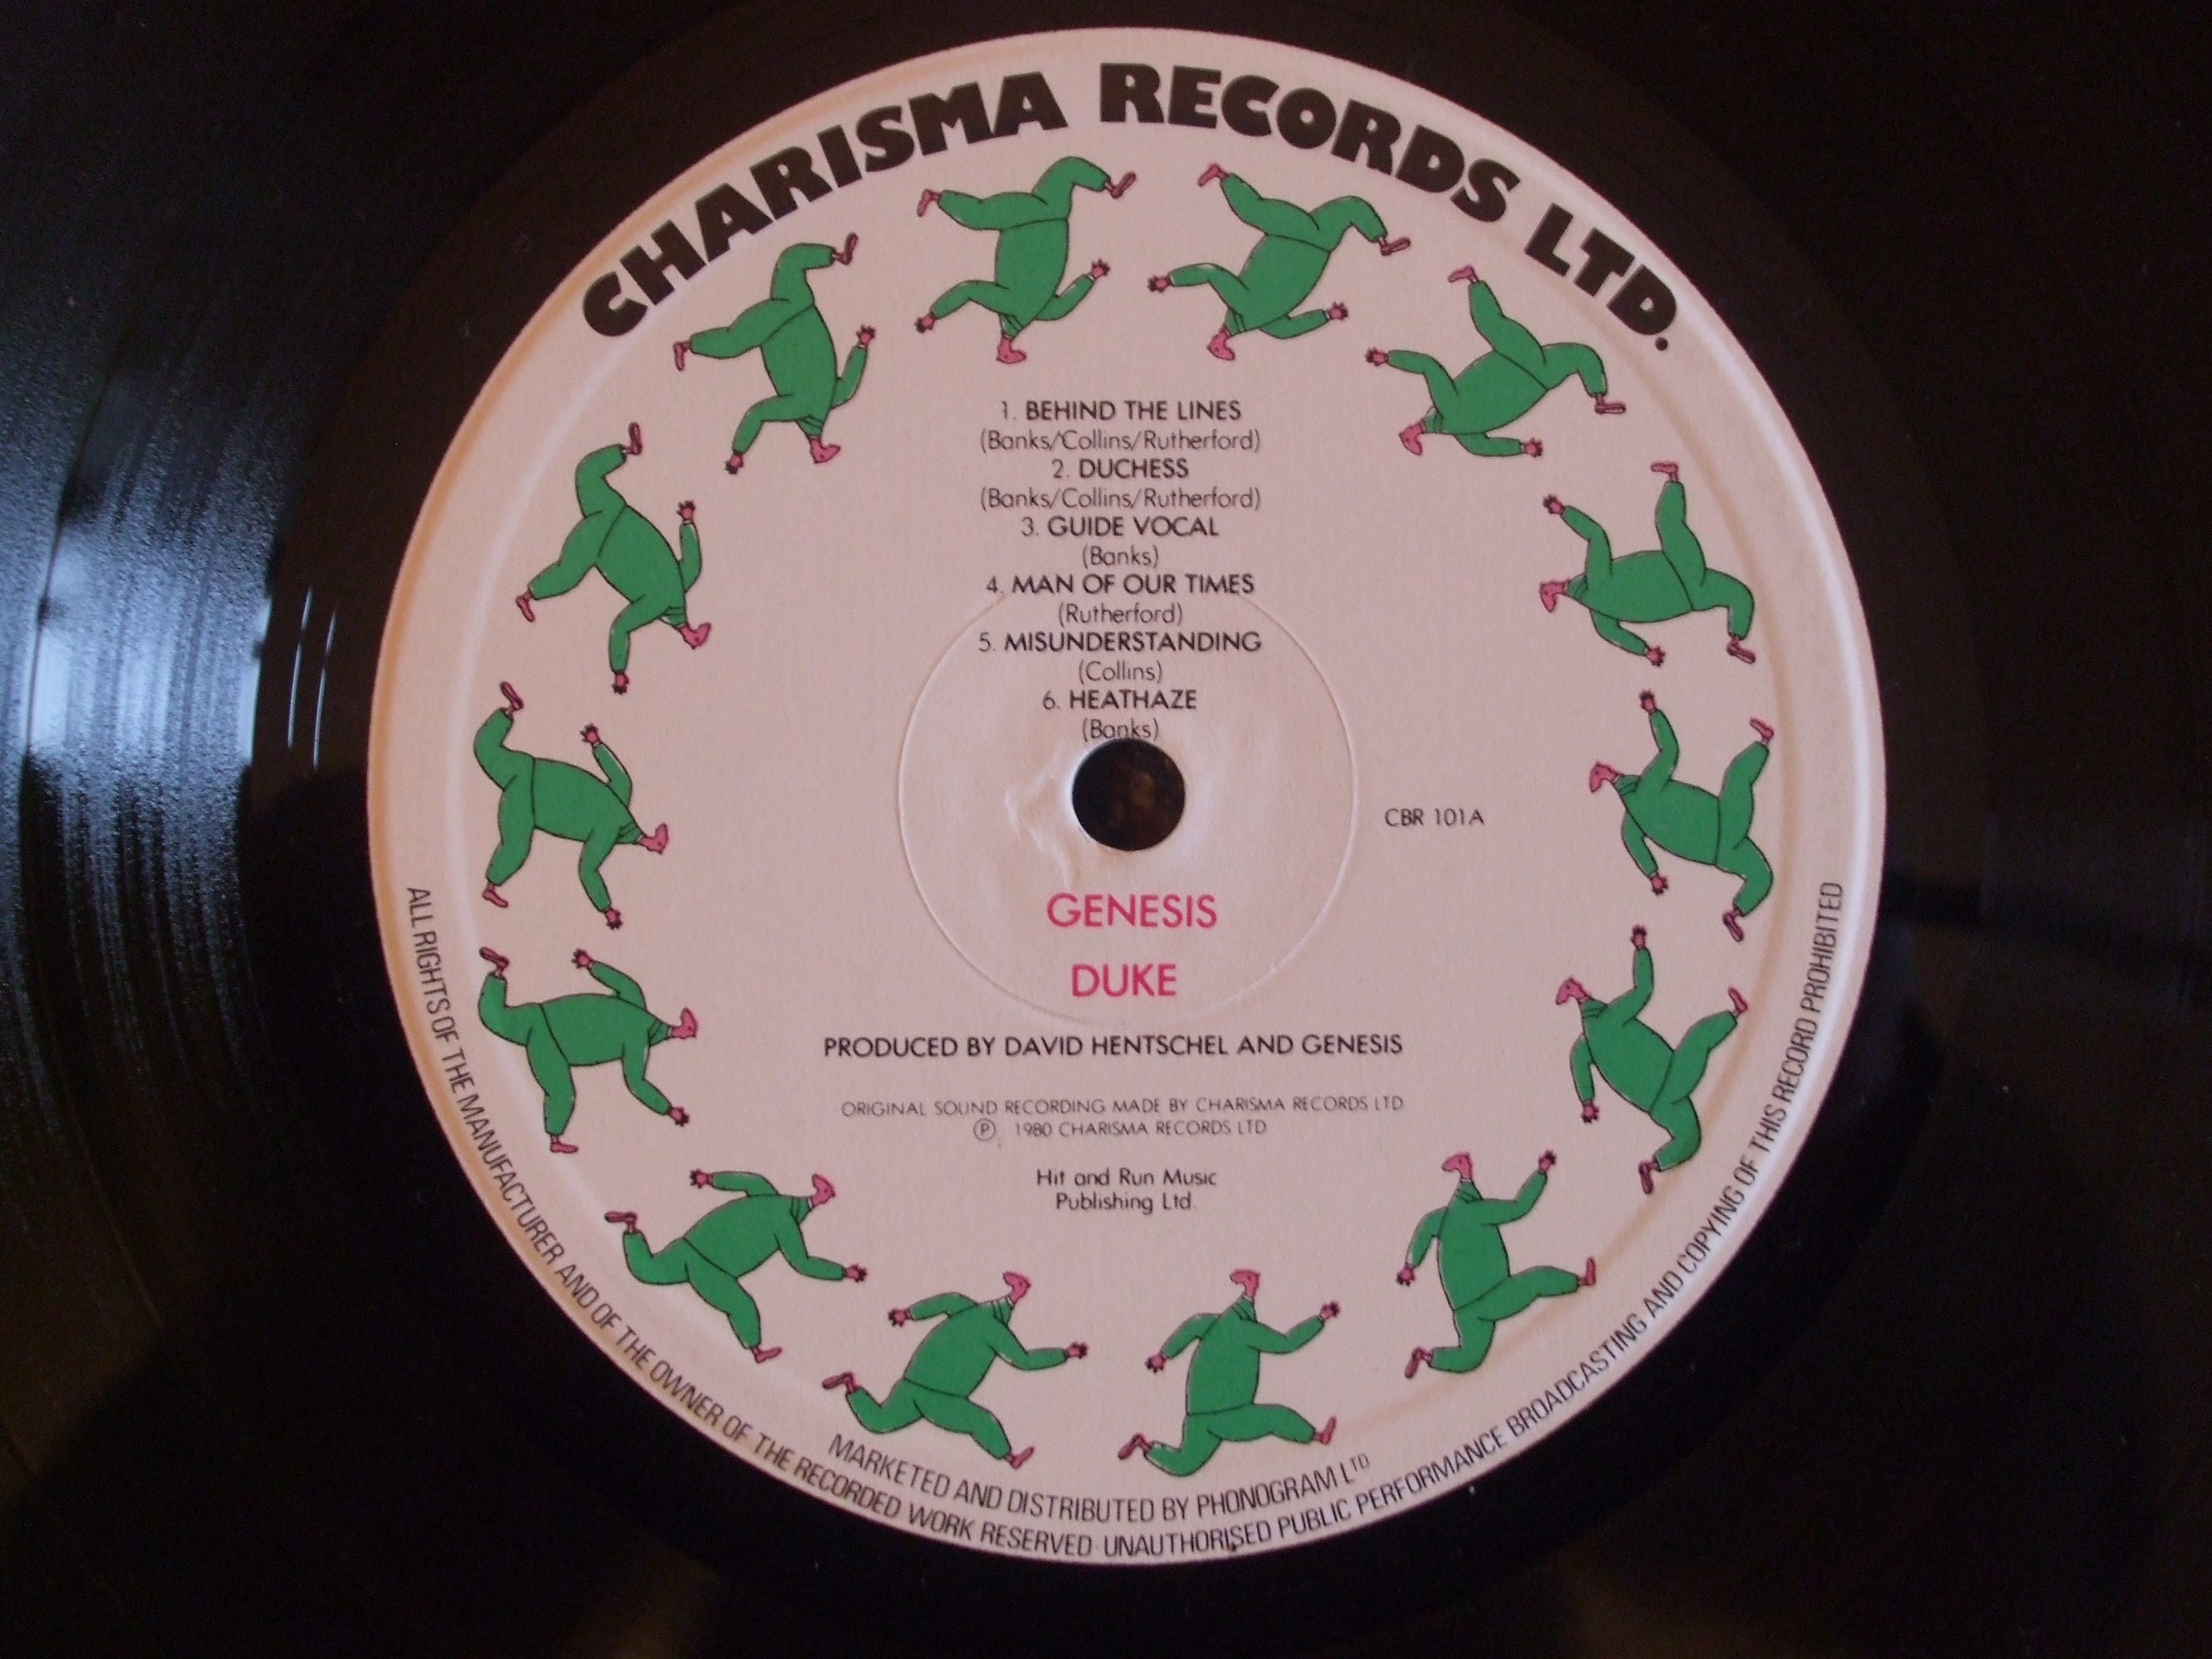 CHARISMA RECORDS LTD.
1. BEHIND THE LINES
(Banks/Collins/Rutherford)
2. DUCHESS
(Banks/Collins/Rutherford)
3. GUIDE VOCAL
(Banks)
4. MAN OF OUR TIMES
(Rutherford)
5. MISUNDERSTANDING
(Collins)
6. HEATHAZE
(Banks)
CBR 101A
GENESIS
DUKE
PRODUCED BY DAVID HENTSCHEL AND GENESIS
ORIGINAL SOUND RECORDING MADE BY CHARISMA RECORDS LTD
Ⓟ 1980 CHARISMA RECORDS LTD
Hit and Run Music
Publishing Ltd.
MARKETED AND DISTRIBUTED BY PHONOGRAM LTD
ALL RIGHTS OF THE MANUFACTURER AND OF THE OWNER OF THE RECORDED WORK RESERVED · UNAUTHORISED PUBLIC PERFORMANCE BROADCASTING AND COPYING OF THIS RECORD PROHIBITED